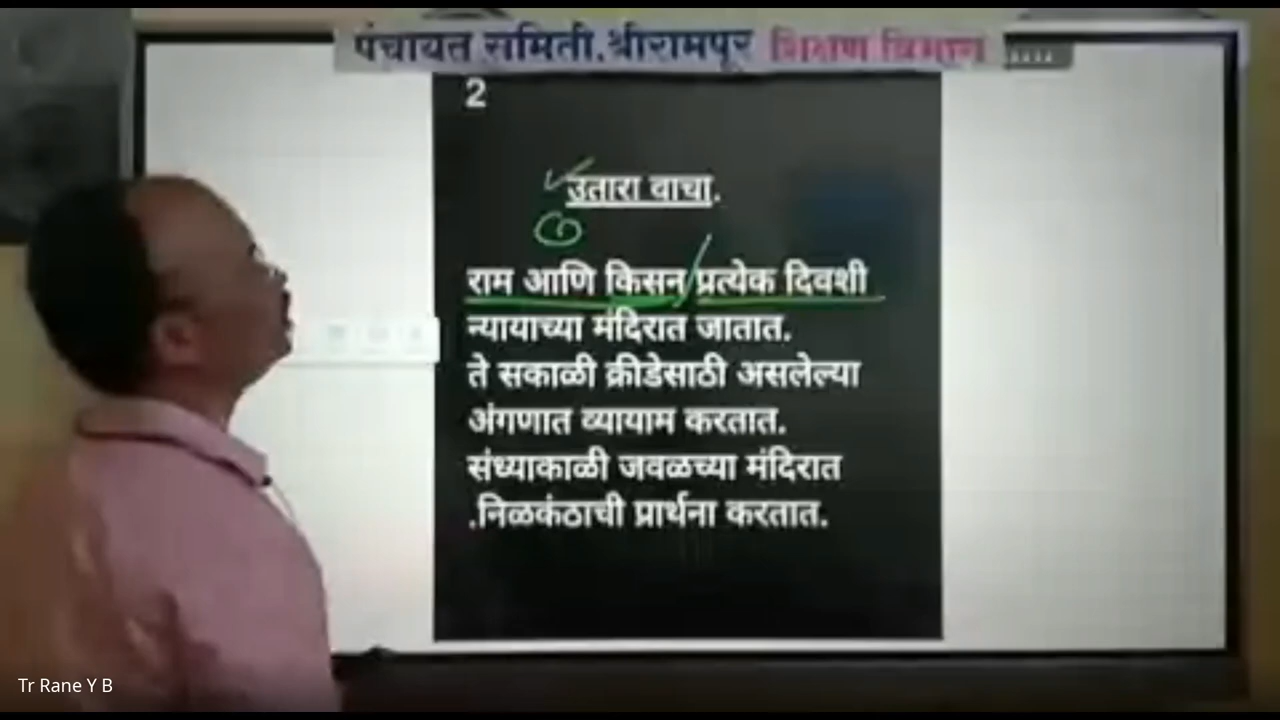 पंचायत समिती.श्रीरामपूर शिक्षण विभाग
2
उतारा वाचा.
राम आणि किसन प्रत्येक दिवशी
न्यायाच्या मंदिरात जातात.
ते सकाळी क्रीडेसाठी असलेल्या
अंगणात व्यायाम करतात.
संध्याकाळी जवळच्या मंदिरात
.निळकंठाची प्रार्थना करतात.
Tr Rane Y B